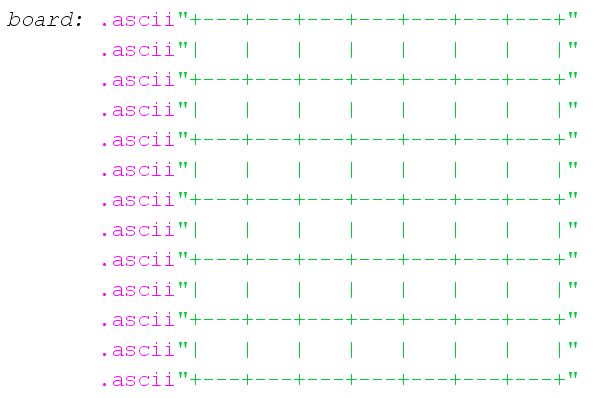 board: .ascii"+---+---+---+---+---+---+---+"
       .ascii"|   |   |   |   |   |   |   |"
       .ascii"+---+---+---+---+---+---+---+"
       .ascii"|   |   |   |   |   |   |   |"
       .ascii"+---+---+---+---+---+---+---+"
       .ascii"|   |   |   |   |   |   |   |"
       .ascii"+---+---+---+---+---+---+---+"
       .ascii"|   |   |   |   |   |   |   |"
       .ascii"+---+---+---+---+---+---+---+"
       .ascii"|   |   |   |   |   |   |   |"
       .ascii"+---+---+---+---+---+---+---+"
       .ascii"|   |   |   |   |   |   |   |"
       .ascii"+---+---+---+---+---+---+---+"